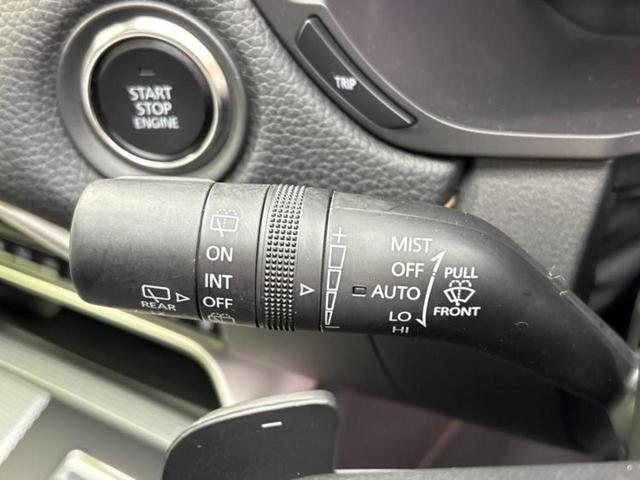 START
STOP
ENGINE
TRIP
ON
INT
OFF
REAR
MIST
OFF
AUTO
LO
HI
PULL
FRONT
+
-
-